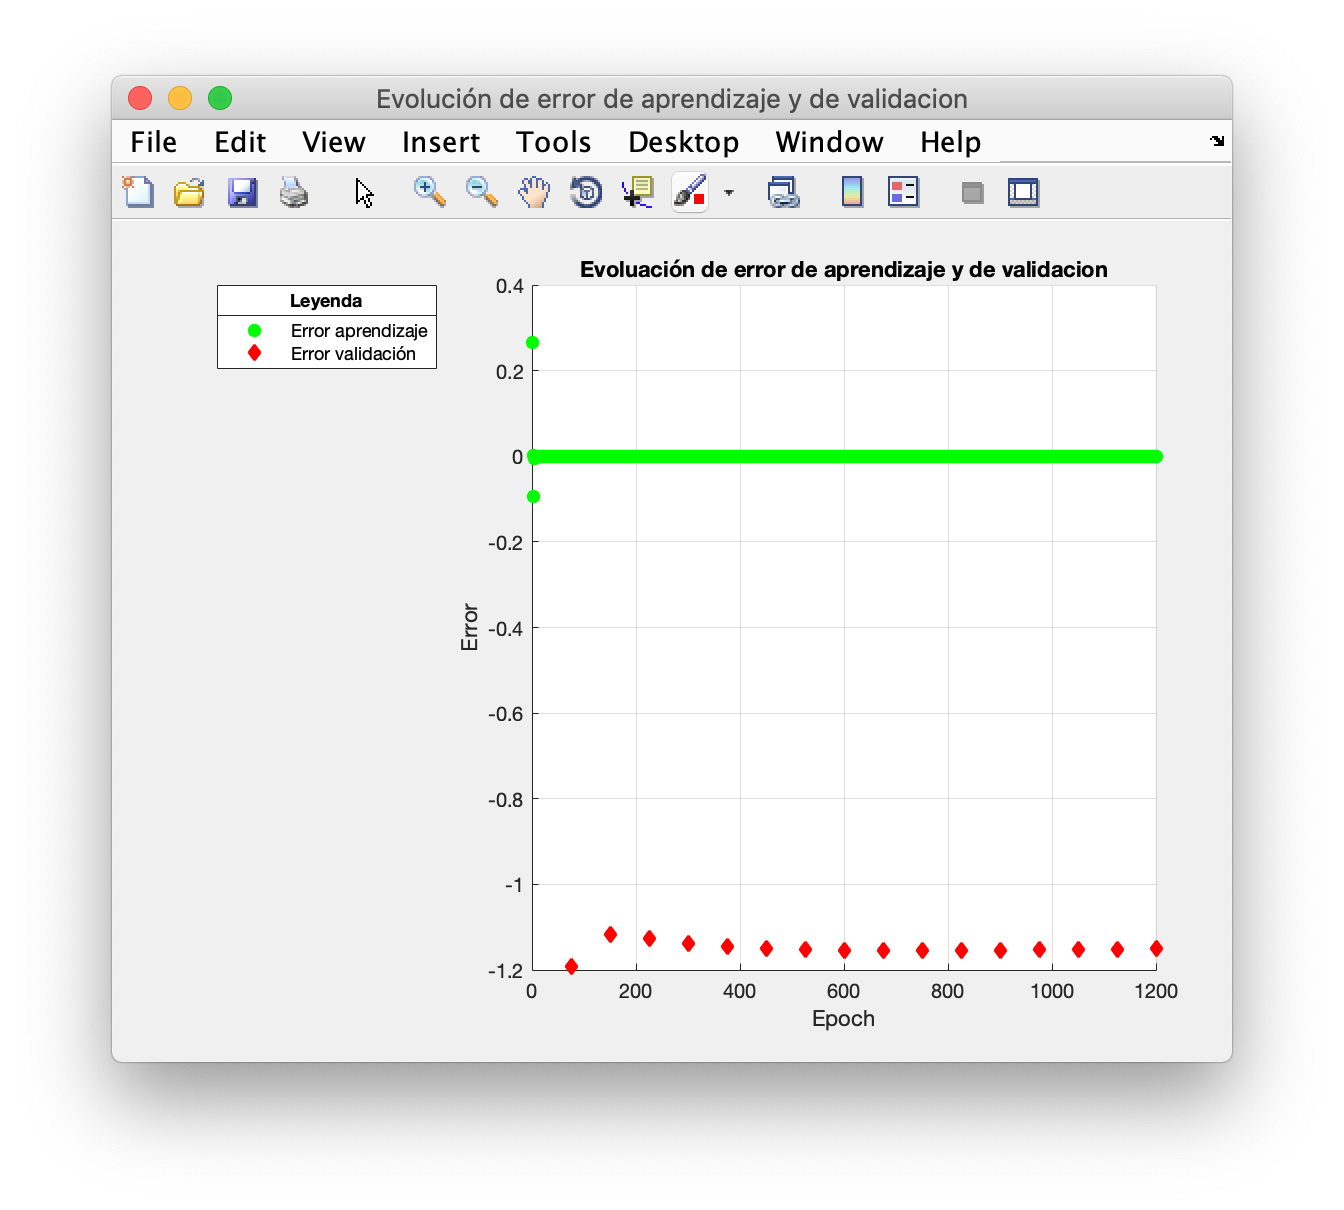 Evolución de error de aprendizaje y de validacion
File Edit View Insert Tools Desktop Window Help
Evoluación de error de aprendizaje y de validacion
Leyenda
Error aprendizaje
Error validación
0.4
0.2
0
-0.2
-0.4
-0.6
-0.8
-1
-1.2
Error
0 200 400 600 800 1000 1200
Epoch